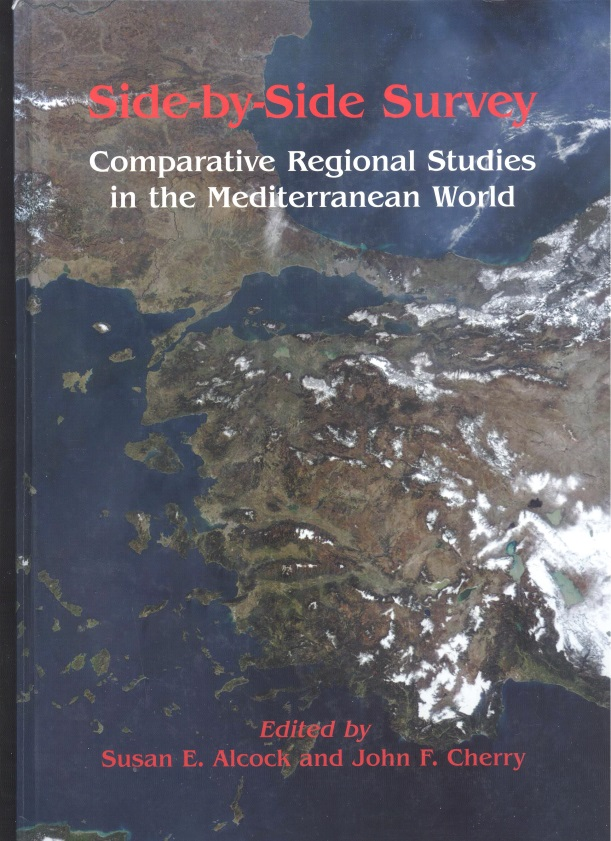 Side-by-Side Survey
Comparative Regional Studies
in the Mediterranean World
Edited by
Susan E. Alcock and John F. Cherry